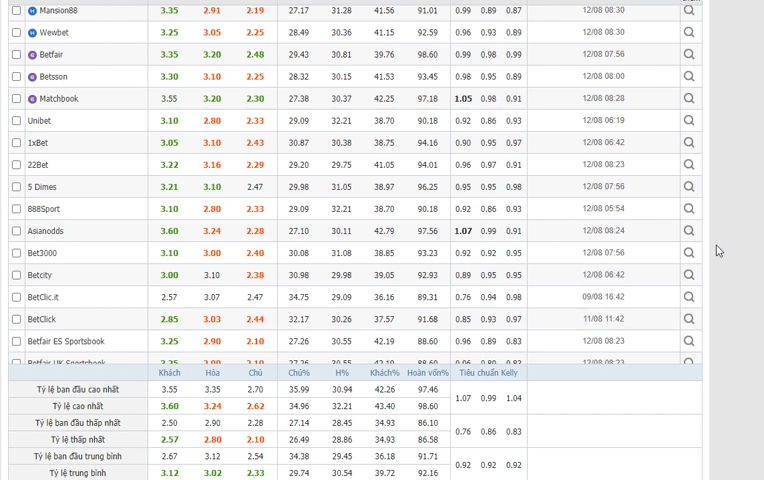 Mansion88 3.35 2.91 2.19 27.17 31.28 41.56 91.01 0.99 0.89 0.87 12/08 08:30
H Wewbet 3.25 3.05 2.25 28.49 30.36 41.15 92.59 0.96 0.93 0.89 12/08 08:30
Betfair 3.35 3.20 2.48 29.43 30.81 39.76 98.60 0.99 0.98 0.99 12/08 07:56
Betsson 3.30 3.10 2.25 28.32 30.15 41.53 93.45 0.98 0.95 0.89 12/08 08:00
Matchbook 3.55 3.20 2.30 27.38 30.37 42.25 97.18 1.05 0.98 0.91 12/08 08:28
Unibet 3.10 2.80 2.33 29.09 32.21 38.70 90.18 0.92 0.86 0.93 12/08 06:19
1xBet 3.05 3.10 2.43 30.87 30.38 38.75 94.16 0.90 0.95 0.97 12/08 06:42
22Bet 3.22 3.16 2.29 29.20 29.75 41.05 94.01 0.96 0.97 0.91 12/08 08:23
5 Dimes 3.21 3.10 2.47 29.98 31.05 38.97 96.25 0.95 0.95 0.98 12/08 07:56
888Sport 3.10 2.80 2.33 29.09 32.21 38.70 90.18 0.92 0.86 0.93 12/08 05:54
Asianodds 3.60 3.24 2.28 27.10 30.11 42.79 97.56 1.07 0.99 0.91 12/08 08:24
Bet3000 3.10 3.00 2.40 30.08 31.08 38.85 93.23 0.92 0.92 0.95 12/08 07:56
Betcity 3.00 3.10 2.38 30.98 29.98 39.05 92.93 0.89 0.95 0.95 12/08 06:42
BetClic.it 2.57 3.07 2.47 34.75 29.09 36.16 89.31 0.76 0.94 0.98 09/08 16:42
BetClick 2.85 3.03 2.44 32.17 30.26 37.57 91.68 0.85 0.93 0.97 11/08 11:42
Betfair ES Sportsbook 3.25 2.90 2.10 27.26 30.55 42.19 88.60 0.96 0.89 0.83 12/08 08:23
Betfair UK Sportsbook 3.25 2.90 2.10 27.26 30.55 42.19 88.60 0.96 0.89 0.83 12/08 08:23
Khách Hòa Chủ Chủ% H% Khách% Hoàn vốn% Tiêu chuẩn Kelly
Tỷ lệ ban đầu cao nhất 3.55 3.35 2.70 35.99 30.94 42.26 97.46 1.07 0.99 1.04
Tỷ lệ cao nhất 3.60 3.24 2.62 34.96 32.21 43.40 98.60
Tỷ lệ ban đầu thấp nhất 2.50 2.90 2.28 27.14 28.45 34.93 86.10 0.76 0.86 0.83
Tỷ lệ thấp nhất 2.57 2.80 2.10 26.49 28.86 34.93 86.58
Tỷ lệ ban đầu trung bình 2.67 3.12 2.54 34.38 29.45 36.18 91.71 0.92 0.92 0.92
Tỷ lệ trung bình 3.12 3.02 2.33 29.74 30.54 39.72 92.16